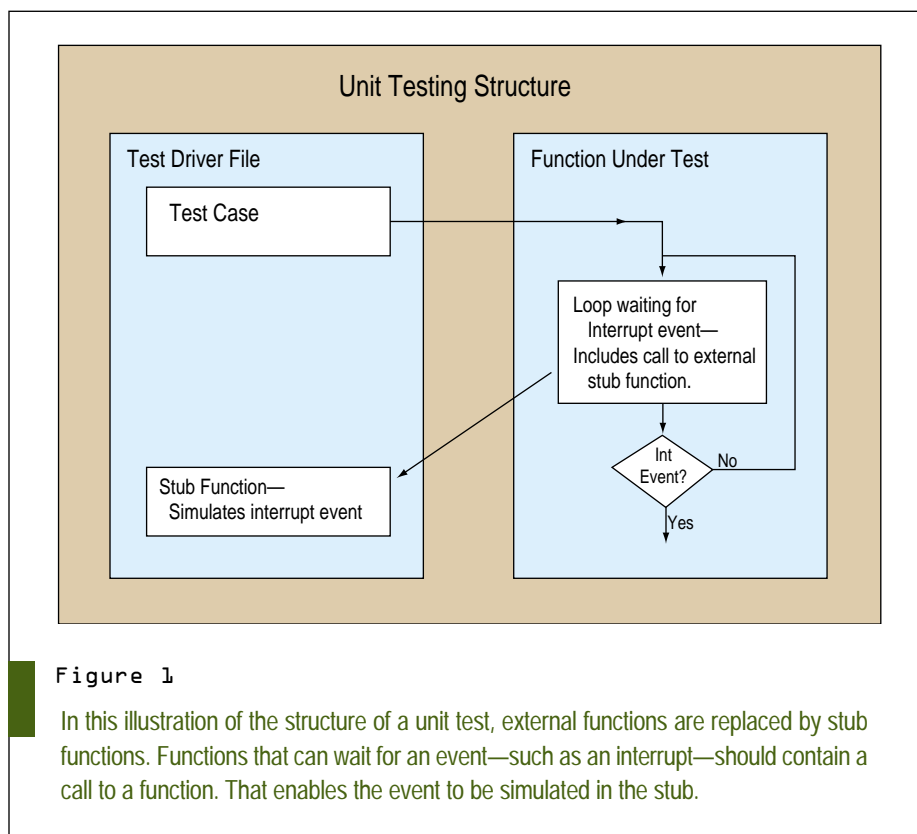 Unit Testing Structure
Test Driver File
Test Case
Stub Function—
Simulates interrupt event
Function Under Test
Loop waiting for
Interrupt event—
Includes call to external
stub function.
Int
Event?
No
Yes
Figure 1
In this illustration of the structure of a unit test, external functions are replaced by stub
functions. Functions that can wait for an event—such as an interrupt—should contain a
call to a function. That enables the event to be simulated in the stub.